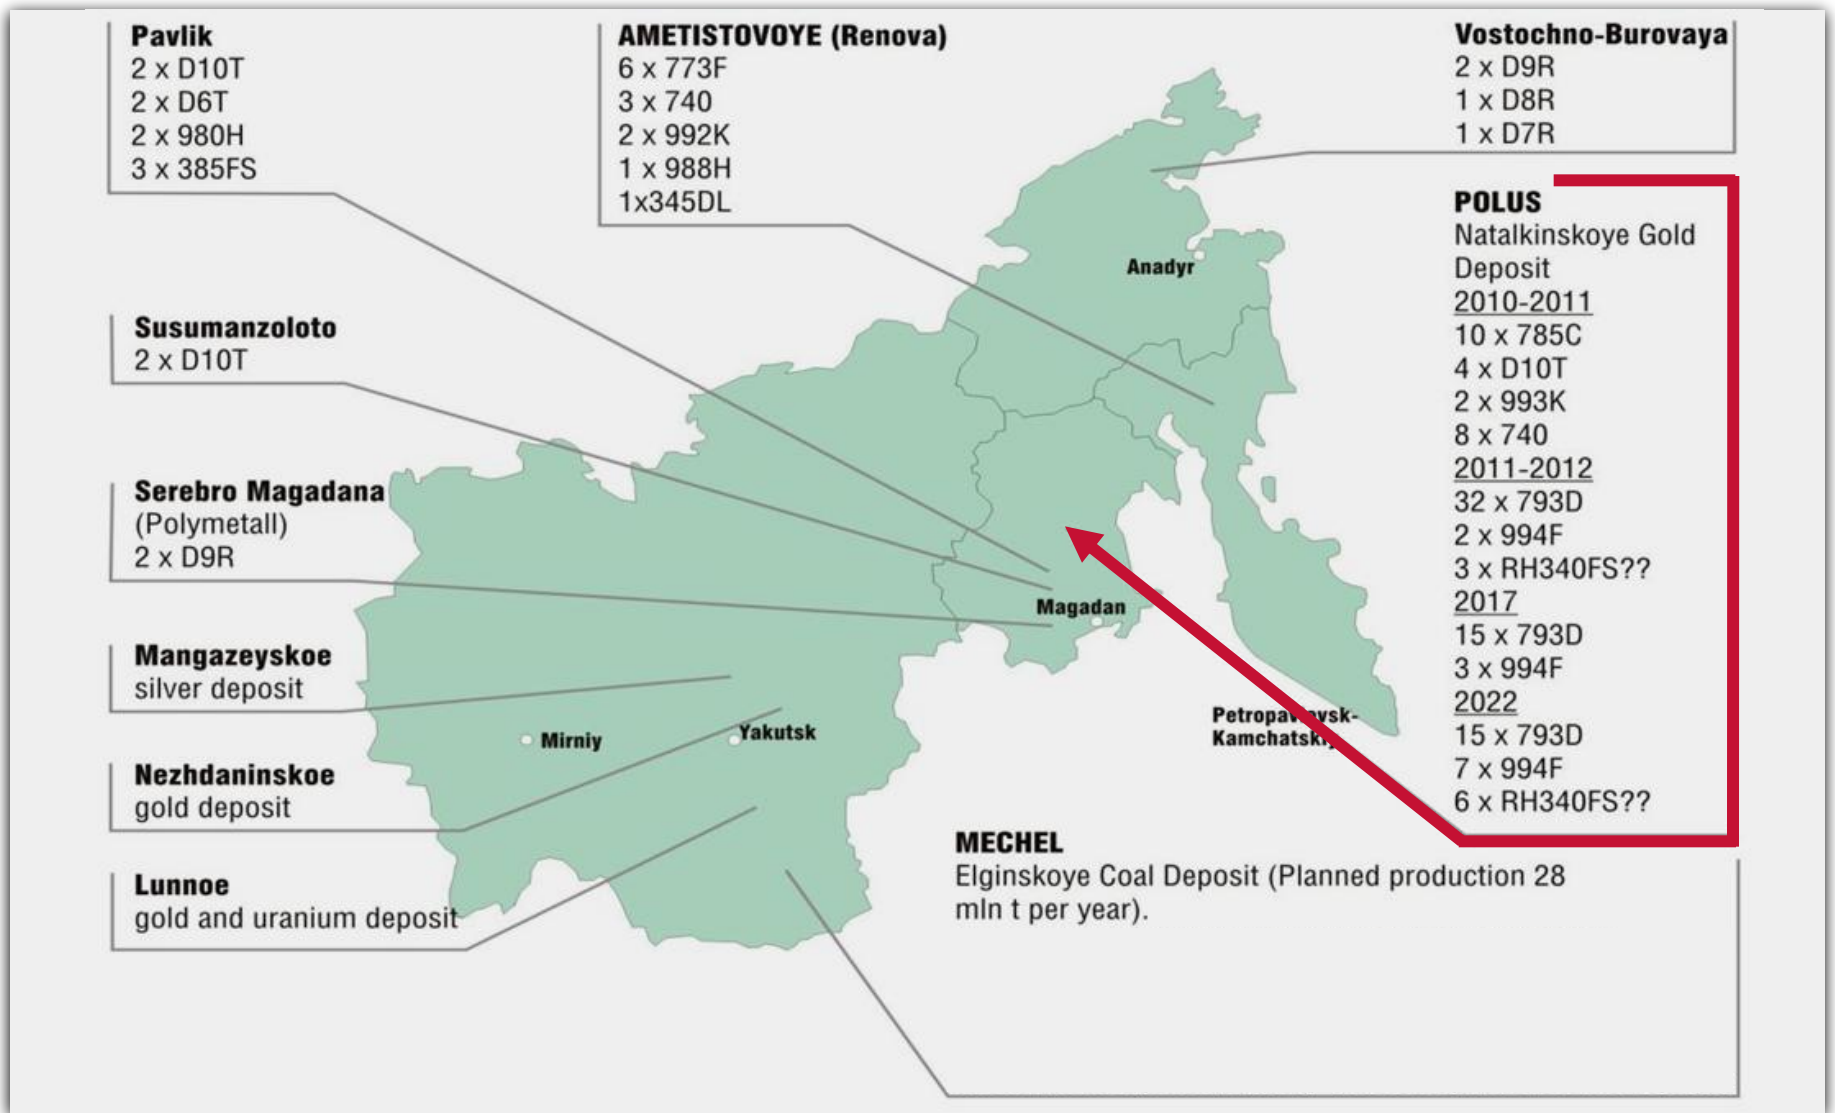 Pavlik
2 x D10T
2 x D6T
2 x 980H
3 x 385FS
AMETISTOVOYE (Renova)
6 x 773F
3 x 740
2 x 992K
1 x 988H
1x345DL
Vostochno-Burovaya
2 x D9R
1 x D8R
1 x D7R
POLUS
Natalkinskoye Gold
Deposit
2010-2011
10 x 785C
4 x D10T
2 x 993K
8 x 740
2011-2012
32 x 793D
2 x 994F
3 x RH340FS??
2017
15 x 793D
3 x 994F
2022
15 x 793D
7 x 994F
6 x RH340FS??
Susumanzoloto
2 x D10T
Serebro Magadana
(Polymetall)
2 x D9R
Mangazeyskoe
silver deposit
Nezhdaninskoe
gold deposit
Lunnoe
gold and uranium deposit
Anadyr
Magadan
Mirniy
Yakutsk
Petropavlovsk-
Kamchatskiy
MECHEL
Elginskoye Coal Deposit (Planned production 28
mln t per year).